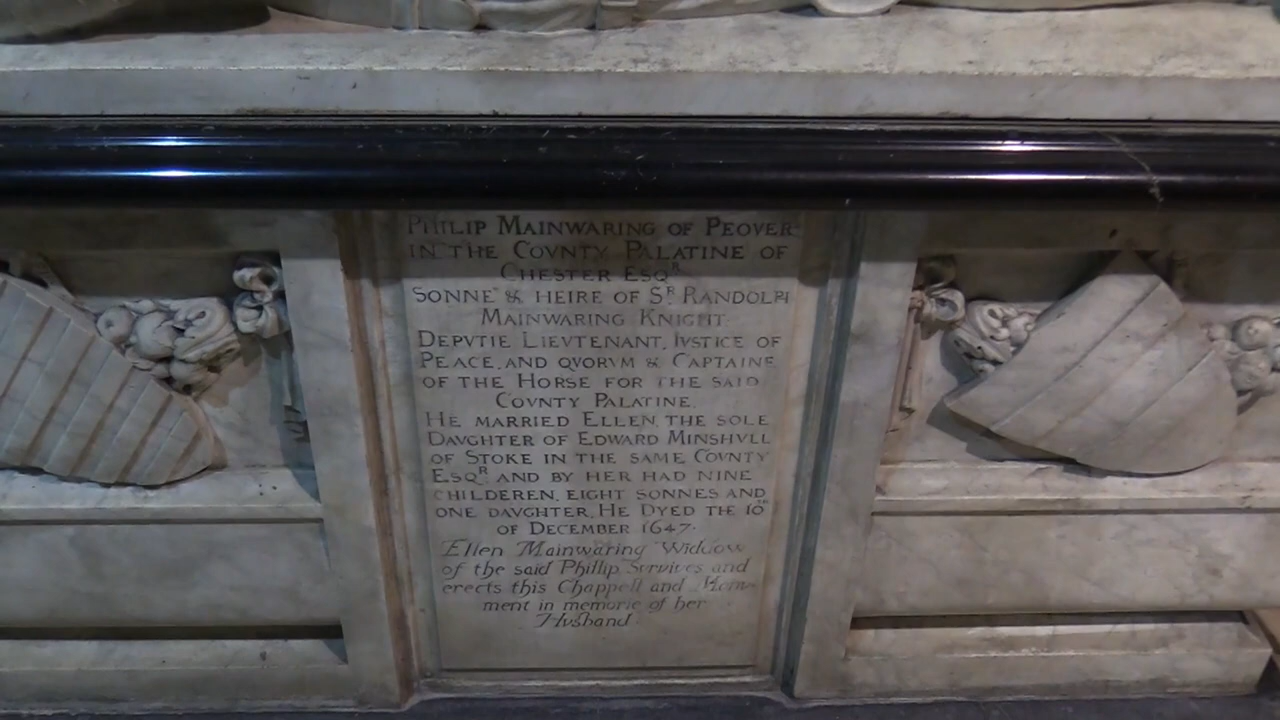 PHILIP MAINWARING OF PEOVER
IN THE COVNTY PALATINE OF
CHESTER ESQR
SONNE & HEIRE OF SR RANDOLPH
MAINWARING KNIGHT.
DEPVTIE LIEVTENANT, IVSTICE OF
PEACE, AND QVORVM & CAPTAINE
OF THE HORSE FOR THE SAID
COVNTY PALATINE.
HE MARRIED ELLEN, THE SOLE
DAVGHTER OF EDWARD MINSHVLL
OF STOKE IN THE SAME COVNTY
ESQR AND BY HER HAD NINE
CHILDEREN, EIGHT SONNES AND
ONE DAVGHTER, HE DYED THE 10TH
OF DECEMBER 1647.
Ellen Mainwaring Widdow
of the said Phillip Survives and
erects this Chappell and Monu-
ment in memorie of her
Husband